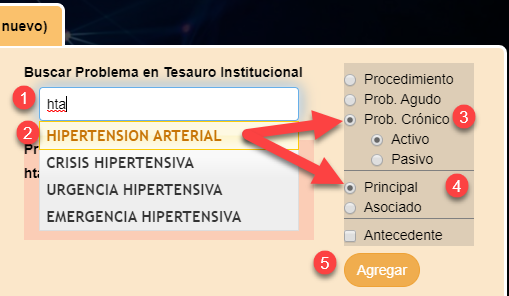 nuevo)
Buscar Problema en Tesauro Institucional
1
hta
2
HIPERTENSION ARTERIAL
CRISIS HIPERTENSIVA
URGENCIA HIPERTENSIVA
EMERGENCIA HIPERTENSIVA
Pr
hta
Procedimiento
Prob. Agudo
Prob. Crónico
3
Activo
Pasivo
Principal
4
Asociado
Antecedente
5
Agregar